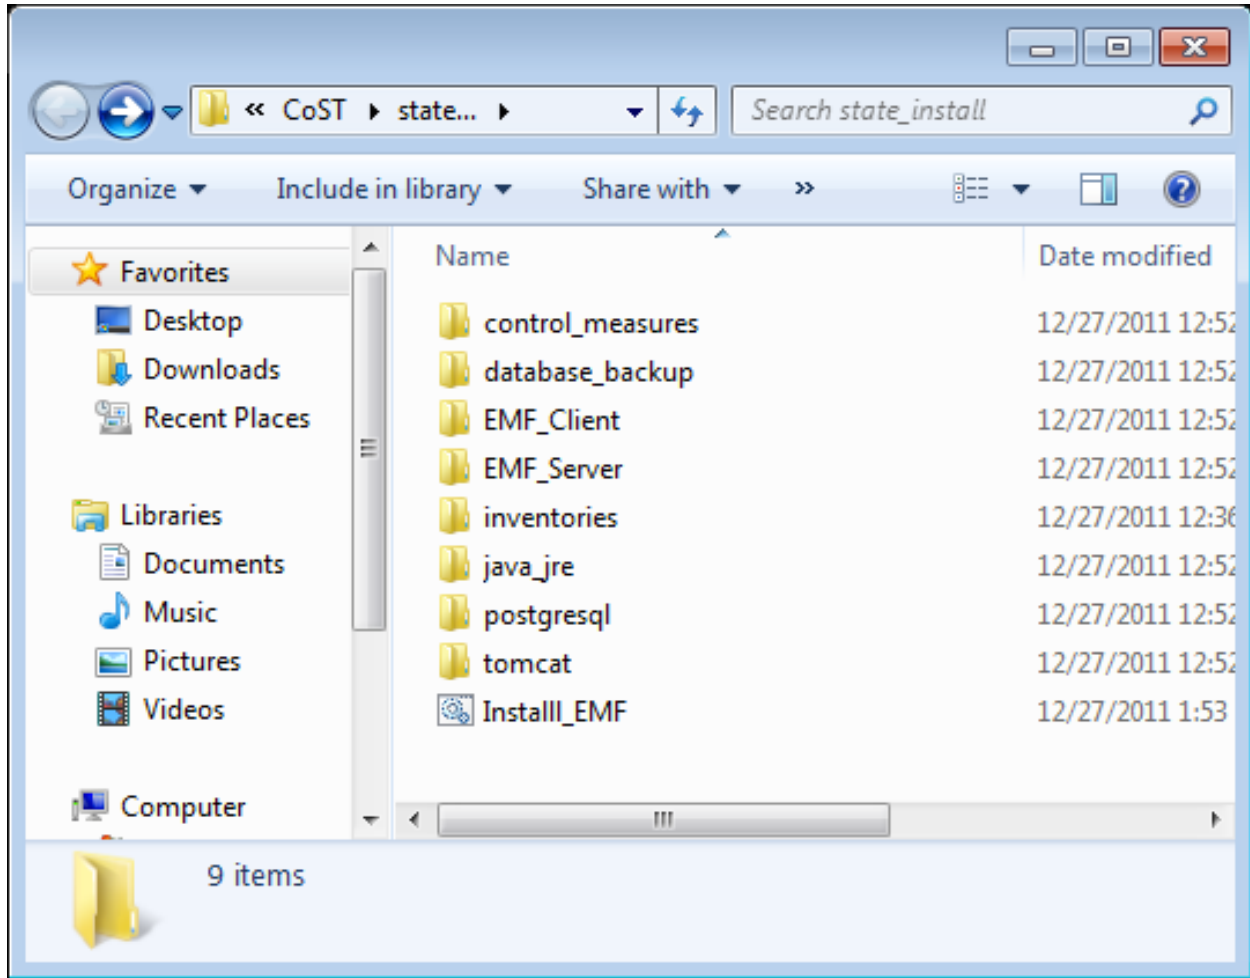 « CoST ▸ state... ▸ Search state_install
Organize ▾ Include in library ▾ Share with ▾ »
Name Date modified
Favorites
Desktop
Downloads
Recent Places
Libraries
Documents
Music
Pictures
Videos
Computer
control_measures 12/27/2011 12:52
database_backup 12/27/2011 12:52
EMF_Client 12/27/2011 12:52
EMF_Server 12/27/2011 12:52
inventories 12/27/2011 12:36
java_jre 12/27/2011 12:52
postgresql 12/27/2011 12:52
tomcat 12/27/2011 12:52
Installl_EMF 12/27/2011 1:53
9 items